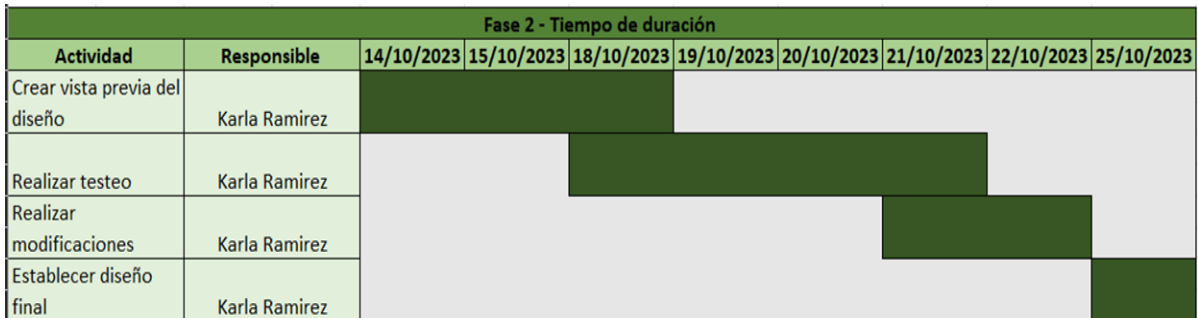 Fase 2 - Tiempo de duración
Actividad Responsible 14/10/2023 15/10/2023 18/10/2023 19/10/2023 20/10/2023 21/10/2023 22/10/2023 25/10/2023
Crear vista previa del
diseño Karla Ramirez
Realizar testeo Karla Ramirez
Realizar
modificaciones Karla Ramirez
Establecer diseño
final Karla Ramirez